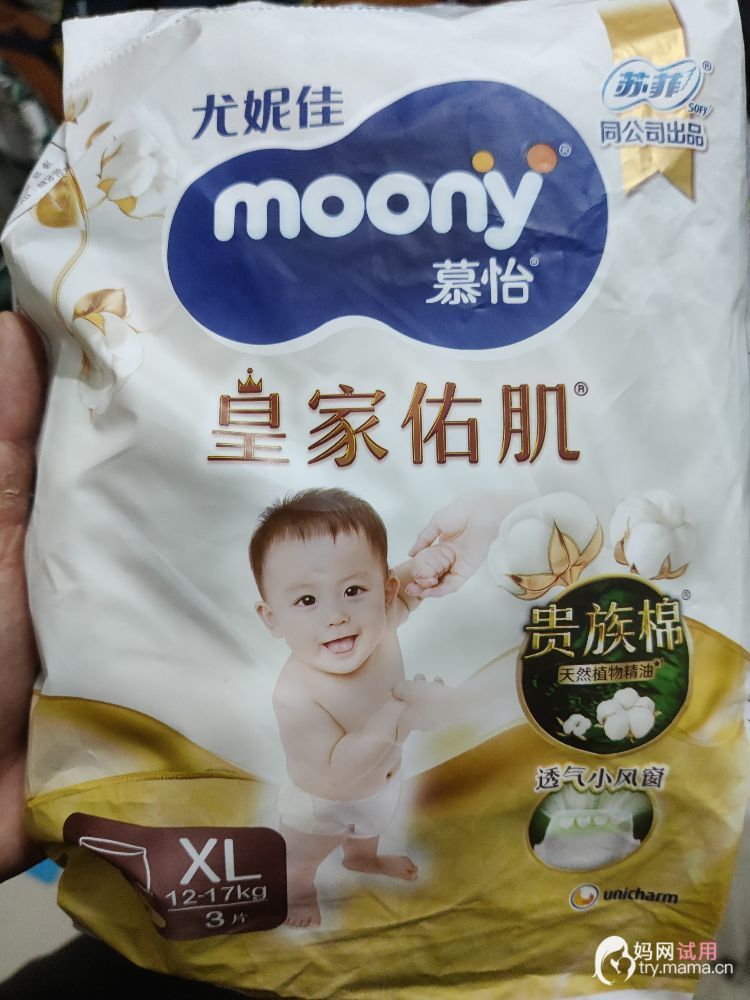 尤妮佳
moony®
慕怡®
苏菲®
SOFY
同公司出品
皇家佑肌®
贵族棉®
天然植物精油*
透气小风窗
XL
12-17kg
3片
unicharm
妈网试用
try.mama.cn